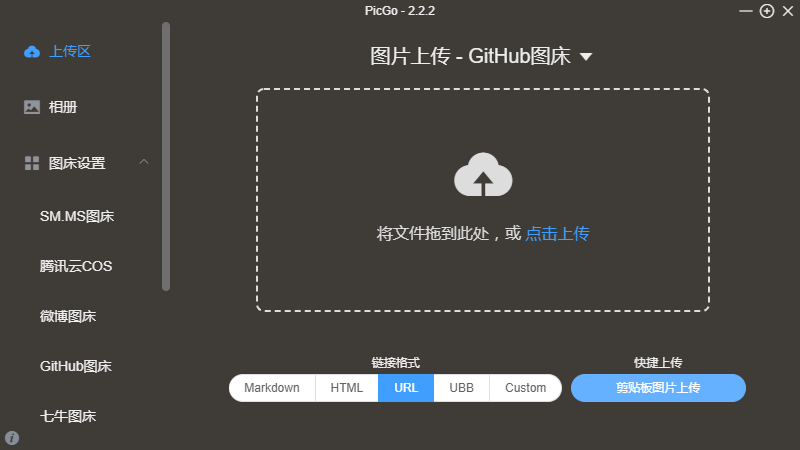 PicGo - 2.2.2
上传区
相册
图床设置
SM.MS图床
腾讯云COS
微博图床
GitHub图床
七牛图床
图片上传 - GitHub图床
将文件拖到此处，或 点击上传
链接格式
Markdown HTML URL UBB Custom
快捷上传
剪贴板图片上传